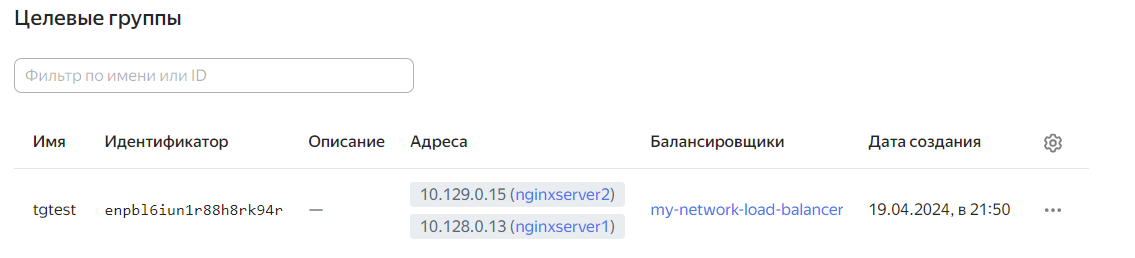 Целевые группы
Фильтр по имени или ID
Имя Идентификатор Описание Адреса Балансировщики Дата создания
tgtest enpbl6iun1r88h8rk94r — 10.129.0.15 (nginxserver2) my-network-load-balancer 19.04.2024, в 21:50
10.128.0.13 (nginxserver1)